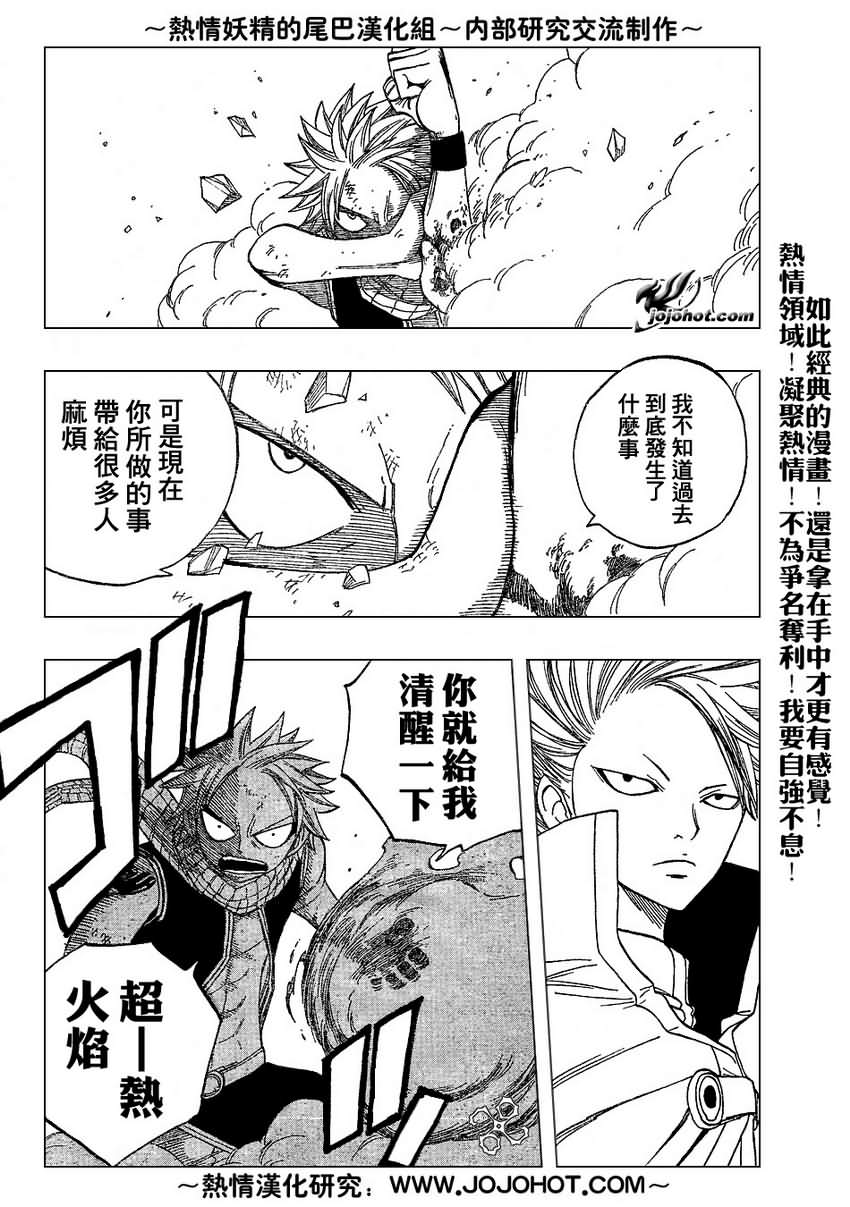 ～熱情妖精的尾巴漢化組～内部研究交流制作～
jojohot.com
我不知道過去
到底發生了
什麼事
可是現在
你所做的事
帶給很多人
麻煩
你就給我
清醒一下
超—熱
火焰
如此經典的漫畫！還是拿在手中才更有感覺！
熱情領域！凝聚熱情！不為爭名奪利！我要自強不息！
～熱情漢化研究：WWW.JOJOHOT.COM～